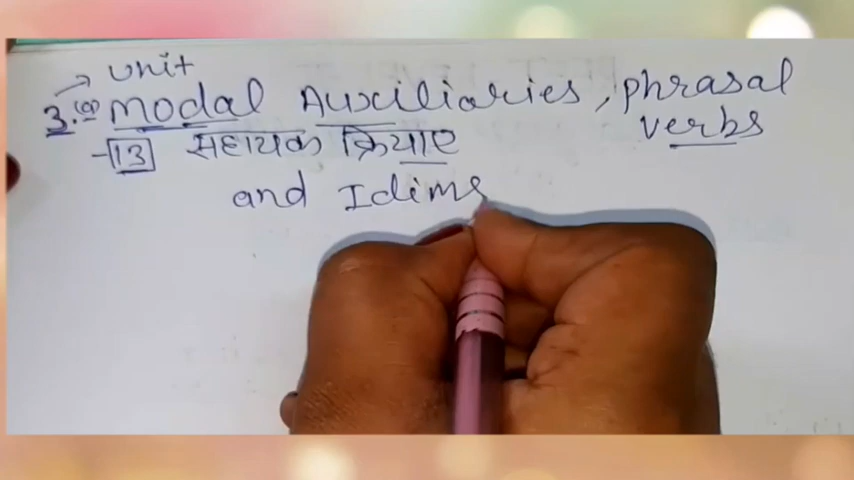 unit
3.(a) modal Auxiliaries, phrasal
verbs
-13 सहायक क्रियाए
and Idims